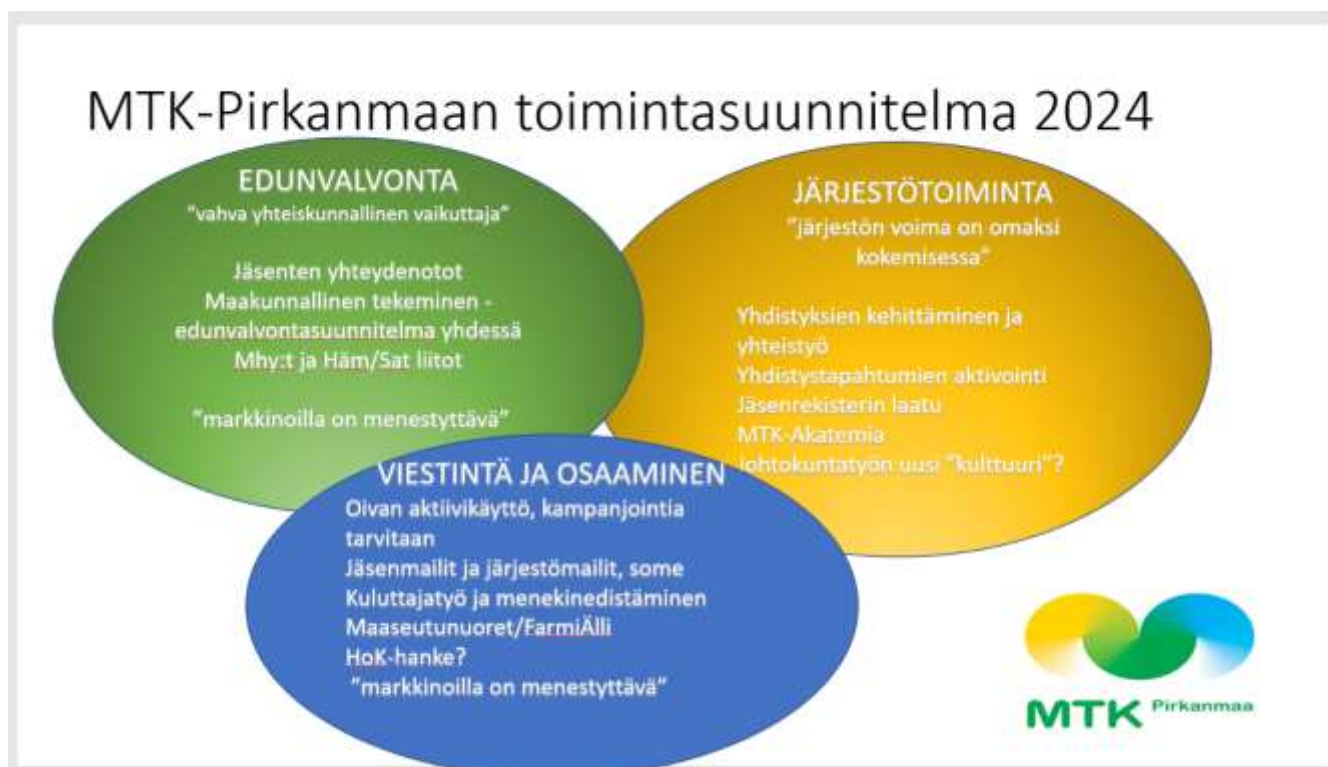 MTK-Pirkanmaan toimintasuunnitelma 2024
EDUNVALVONTA
"vahva yhteiskunnallinen vaikuttaja"
Jäsenten yhteydenotot
Maakunnallinen tekeminen -
edunvalvontasuunnitelma yhdessä
Mhy:t ja Häm/Sat liitot
"markkinoilla on menestyttävä"
JÄRJESTÖTOIMINTA
"järjestön voima on omaksi
kokemisessa"
Yhdistyksien kehittäminen ja
yhteistyö
Yhdistystapahtumien aktivointi
Jäsenrekisterin laatu
MTK-Akatemia
Johtokuntatyön uusi "kulttuuri"?
VIESTINTÄ JA OSAAMINEN
Oivan aktiivikäyttö, kampanjointia
tarvitaan
Jäsenmailit ja järjestömailit, some
Kuluttajatyö ja menekinedistäminen
Maaseutunuoret/FarmiÄlli
HoK-hanke?
"markkinoilla on menestyttävä"
MTK Pirkanmaa